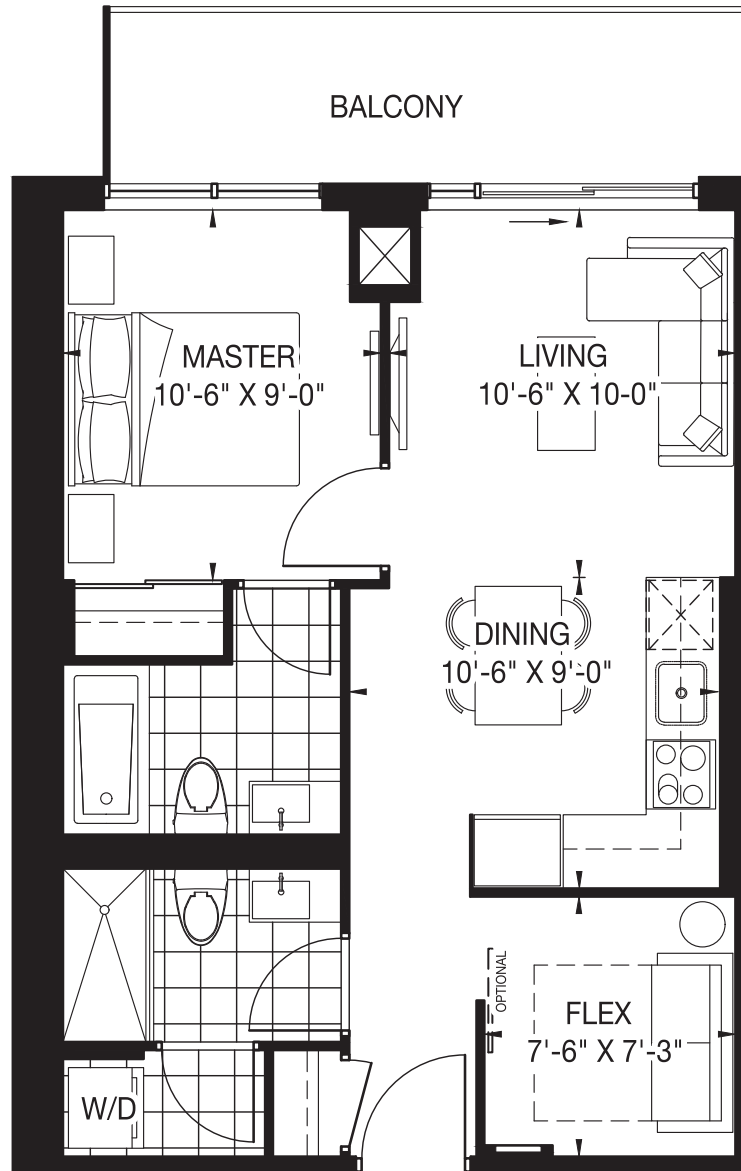 BALCONY
MASTER
10'-6" X 9'-0"
LIVING
10'-6" X 10-0"
DINING
10'-6" X 9'-0"
OPTIONAL
FLEX
7'-6" X 7'-3"
W/D